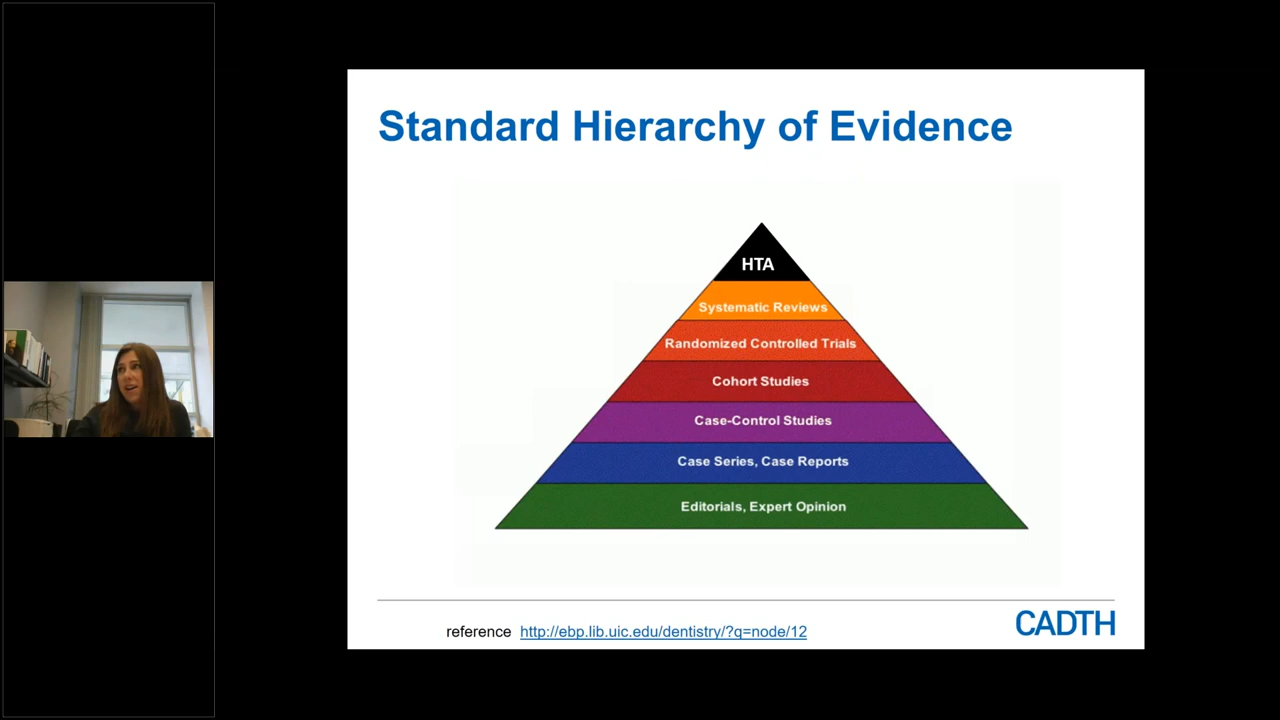 Standard Hierarchy of Evidence
HTA
Systematic Reviews
Randomized Controlled Trials
Cohort Studies
Case-Control Studies
Case Series, Case Reports
Editorials, Expert Opinion
reference http://ebp.lib.uic.edu/dentistry/?q=node/12
CADTH